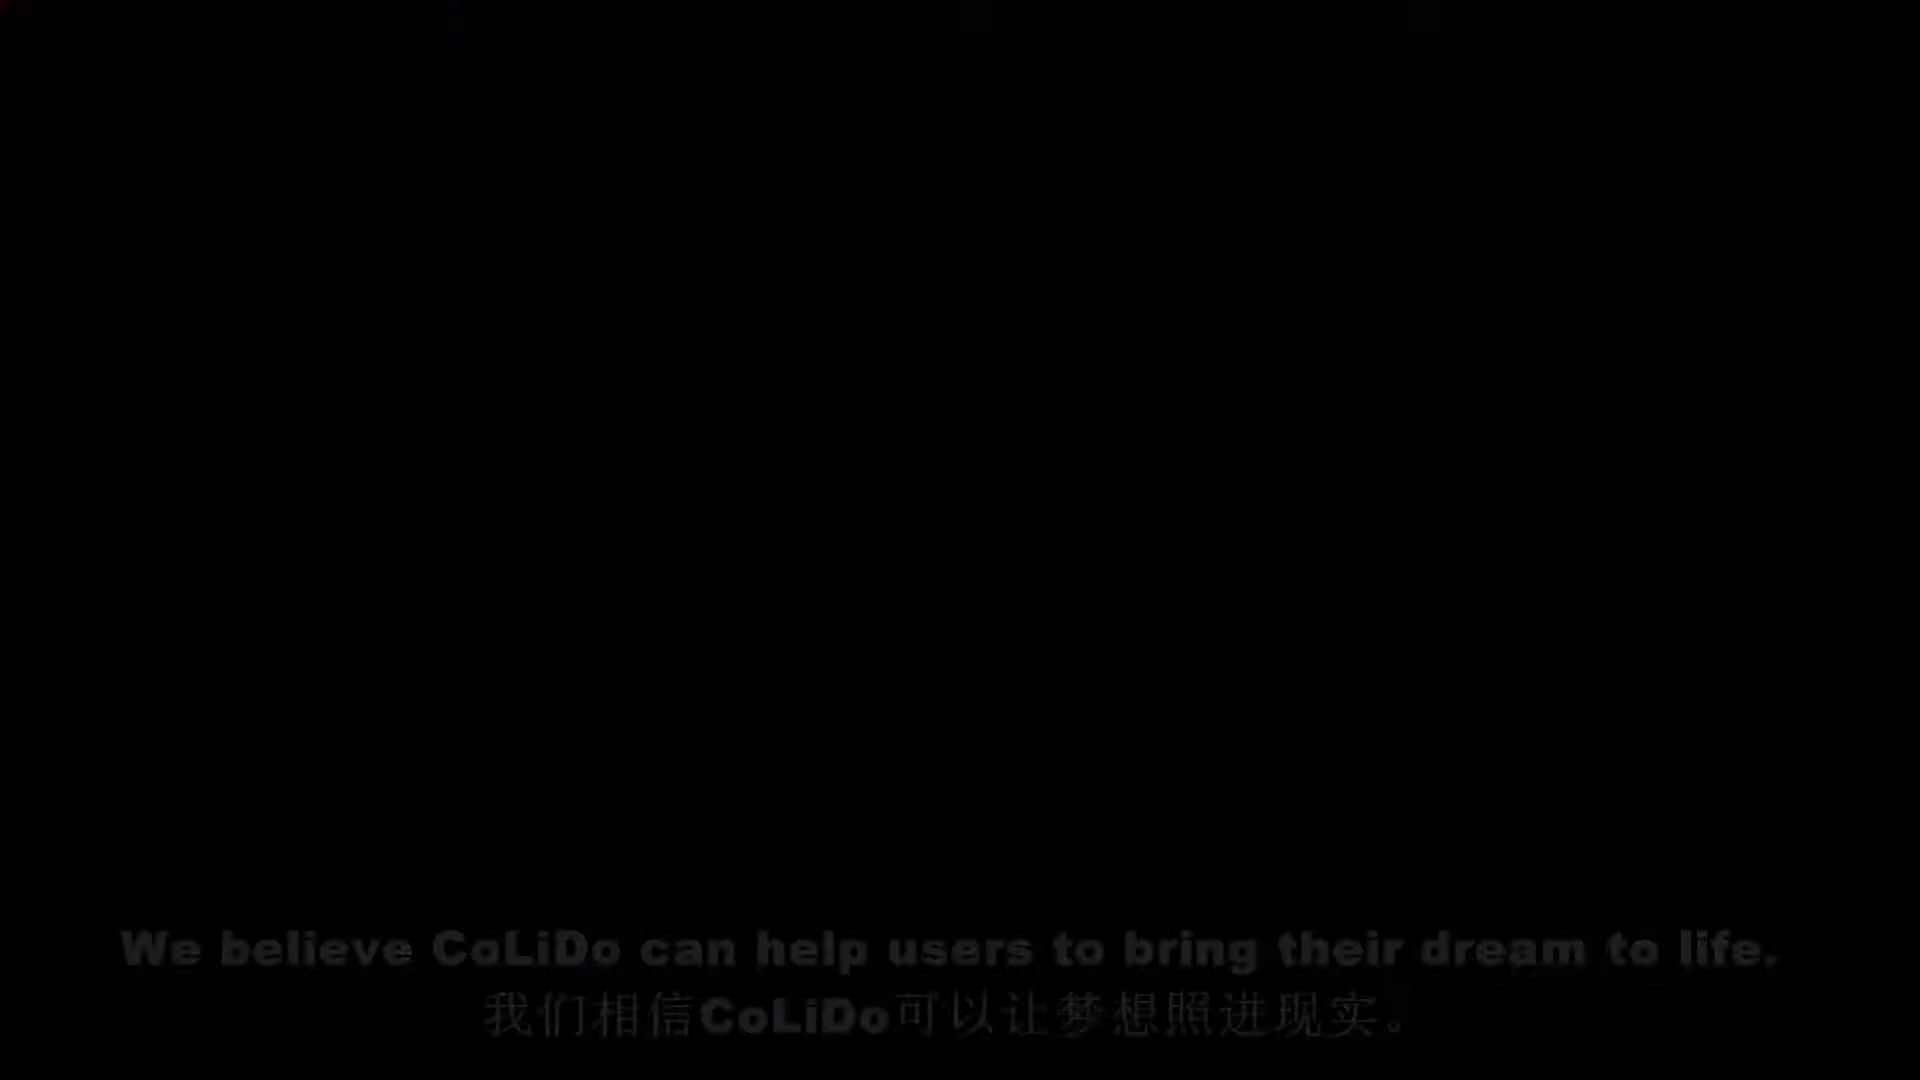 We believe CoLiDo can help users to bring their dream to life.
我们相信CoLiDo可以让梦想照进现实。